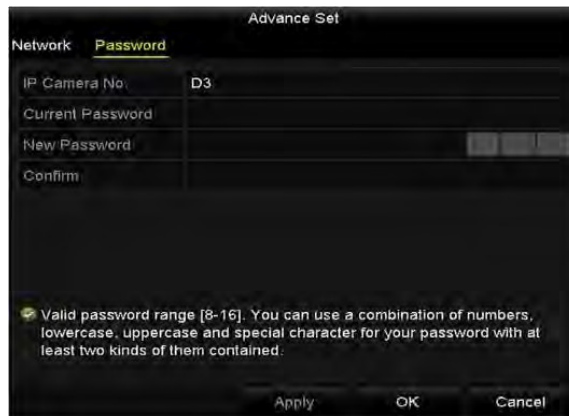 Advance Set
Network Password
IP Camera No. D3
Current Password
New Password
Confirm
Valid password range [8-16]. You can use a combination of numbers,
lowercase, uppercase and special character for your password with at
least two kinds of them contained.
Apply OK Cancel